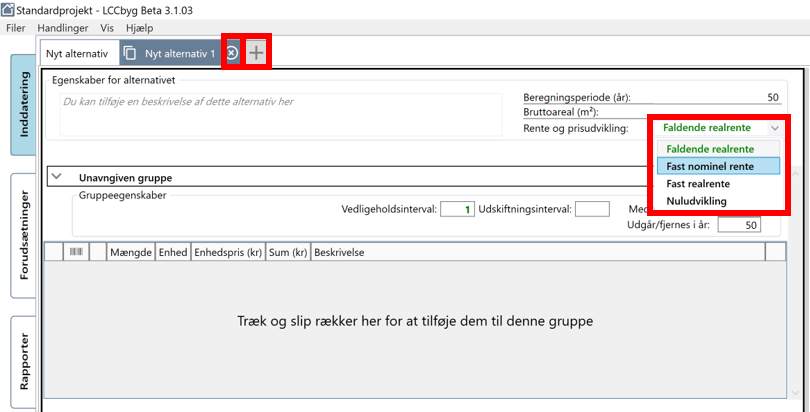 Standardprojekt - LCCbyg Beta 3.1.03
Filer Handlinger Vis Hjælp
Nyt alternativ Nyt alternativ 1
Inddatering
Forudsætninger
Rapporter
Egenskaber for alternativet
Du kan tilføje en beskrivelse af dette alternativ her
Beregningsperiode (år): 50
Bruttoareal (m²):
Rente og prisudvikling: Faldende realrente
Faldende realrente
Fast nominel rente
Fast realrente
Nuludvikling
Unavngiven gruppe
Gruppeegenskaber
Vedligeholdsinterval: 1 Udskiftningsinterval:
Udgår/fjernes i år: 50
Mængde Enhed Enhedspris (kr) Sum (kr) Beskrivelse
Træk og slip rækker her for at tilføje dem til denne gruppe